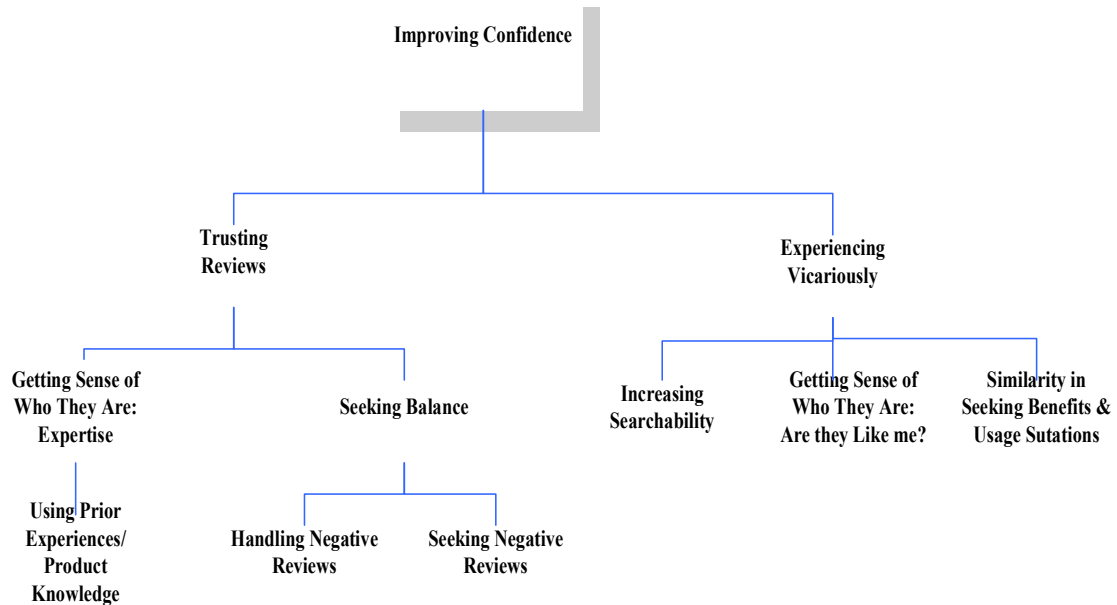 Improving Confidence
Trusting
Reviews
Experiencing
Vicariously
Getting Sense of
Who They Are:
Expertise
Seeking Balance
Increasing
Searchability
Getting Sense of
Who They Are:
Are they Like me?
Similarity in
Seeking Benefits &
Usage Sutations
Using Prior
Experiences/
Product
Knowledge
Handling Negative
Reviews
Seeking Negative
Reviews